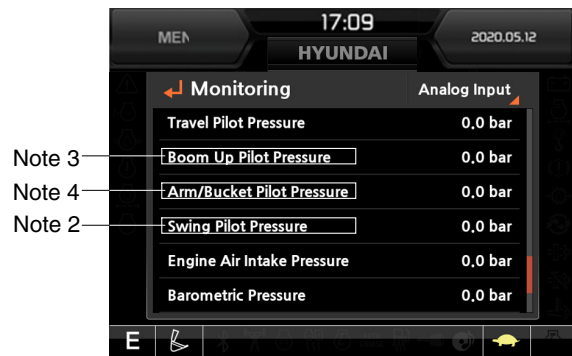 17:09
MEN
2020.05.12
HYUNDAI
Monitoring
Analog Input
Travel Pilot Pressure 0.0 bar
Note 3 Boom Up Pilot Pressure 0.0 bar
Note 4 Arm/Bucket Pilot Pressure 0.0 bar
Note 2 Swing Pilot Pressure 0.0 bar
Engine Air Intake Pressure 0.0 bar
Barometric Pressure 0.0 bar
E